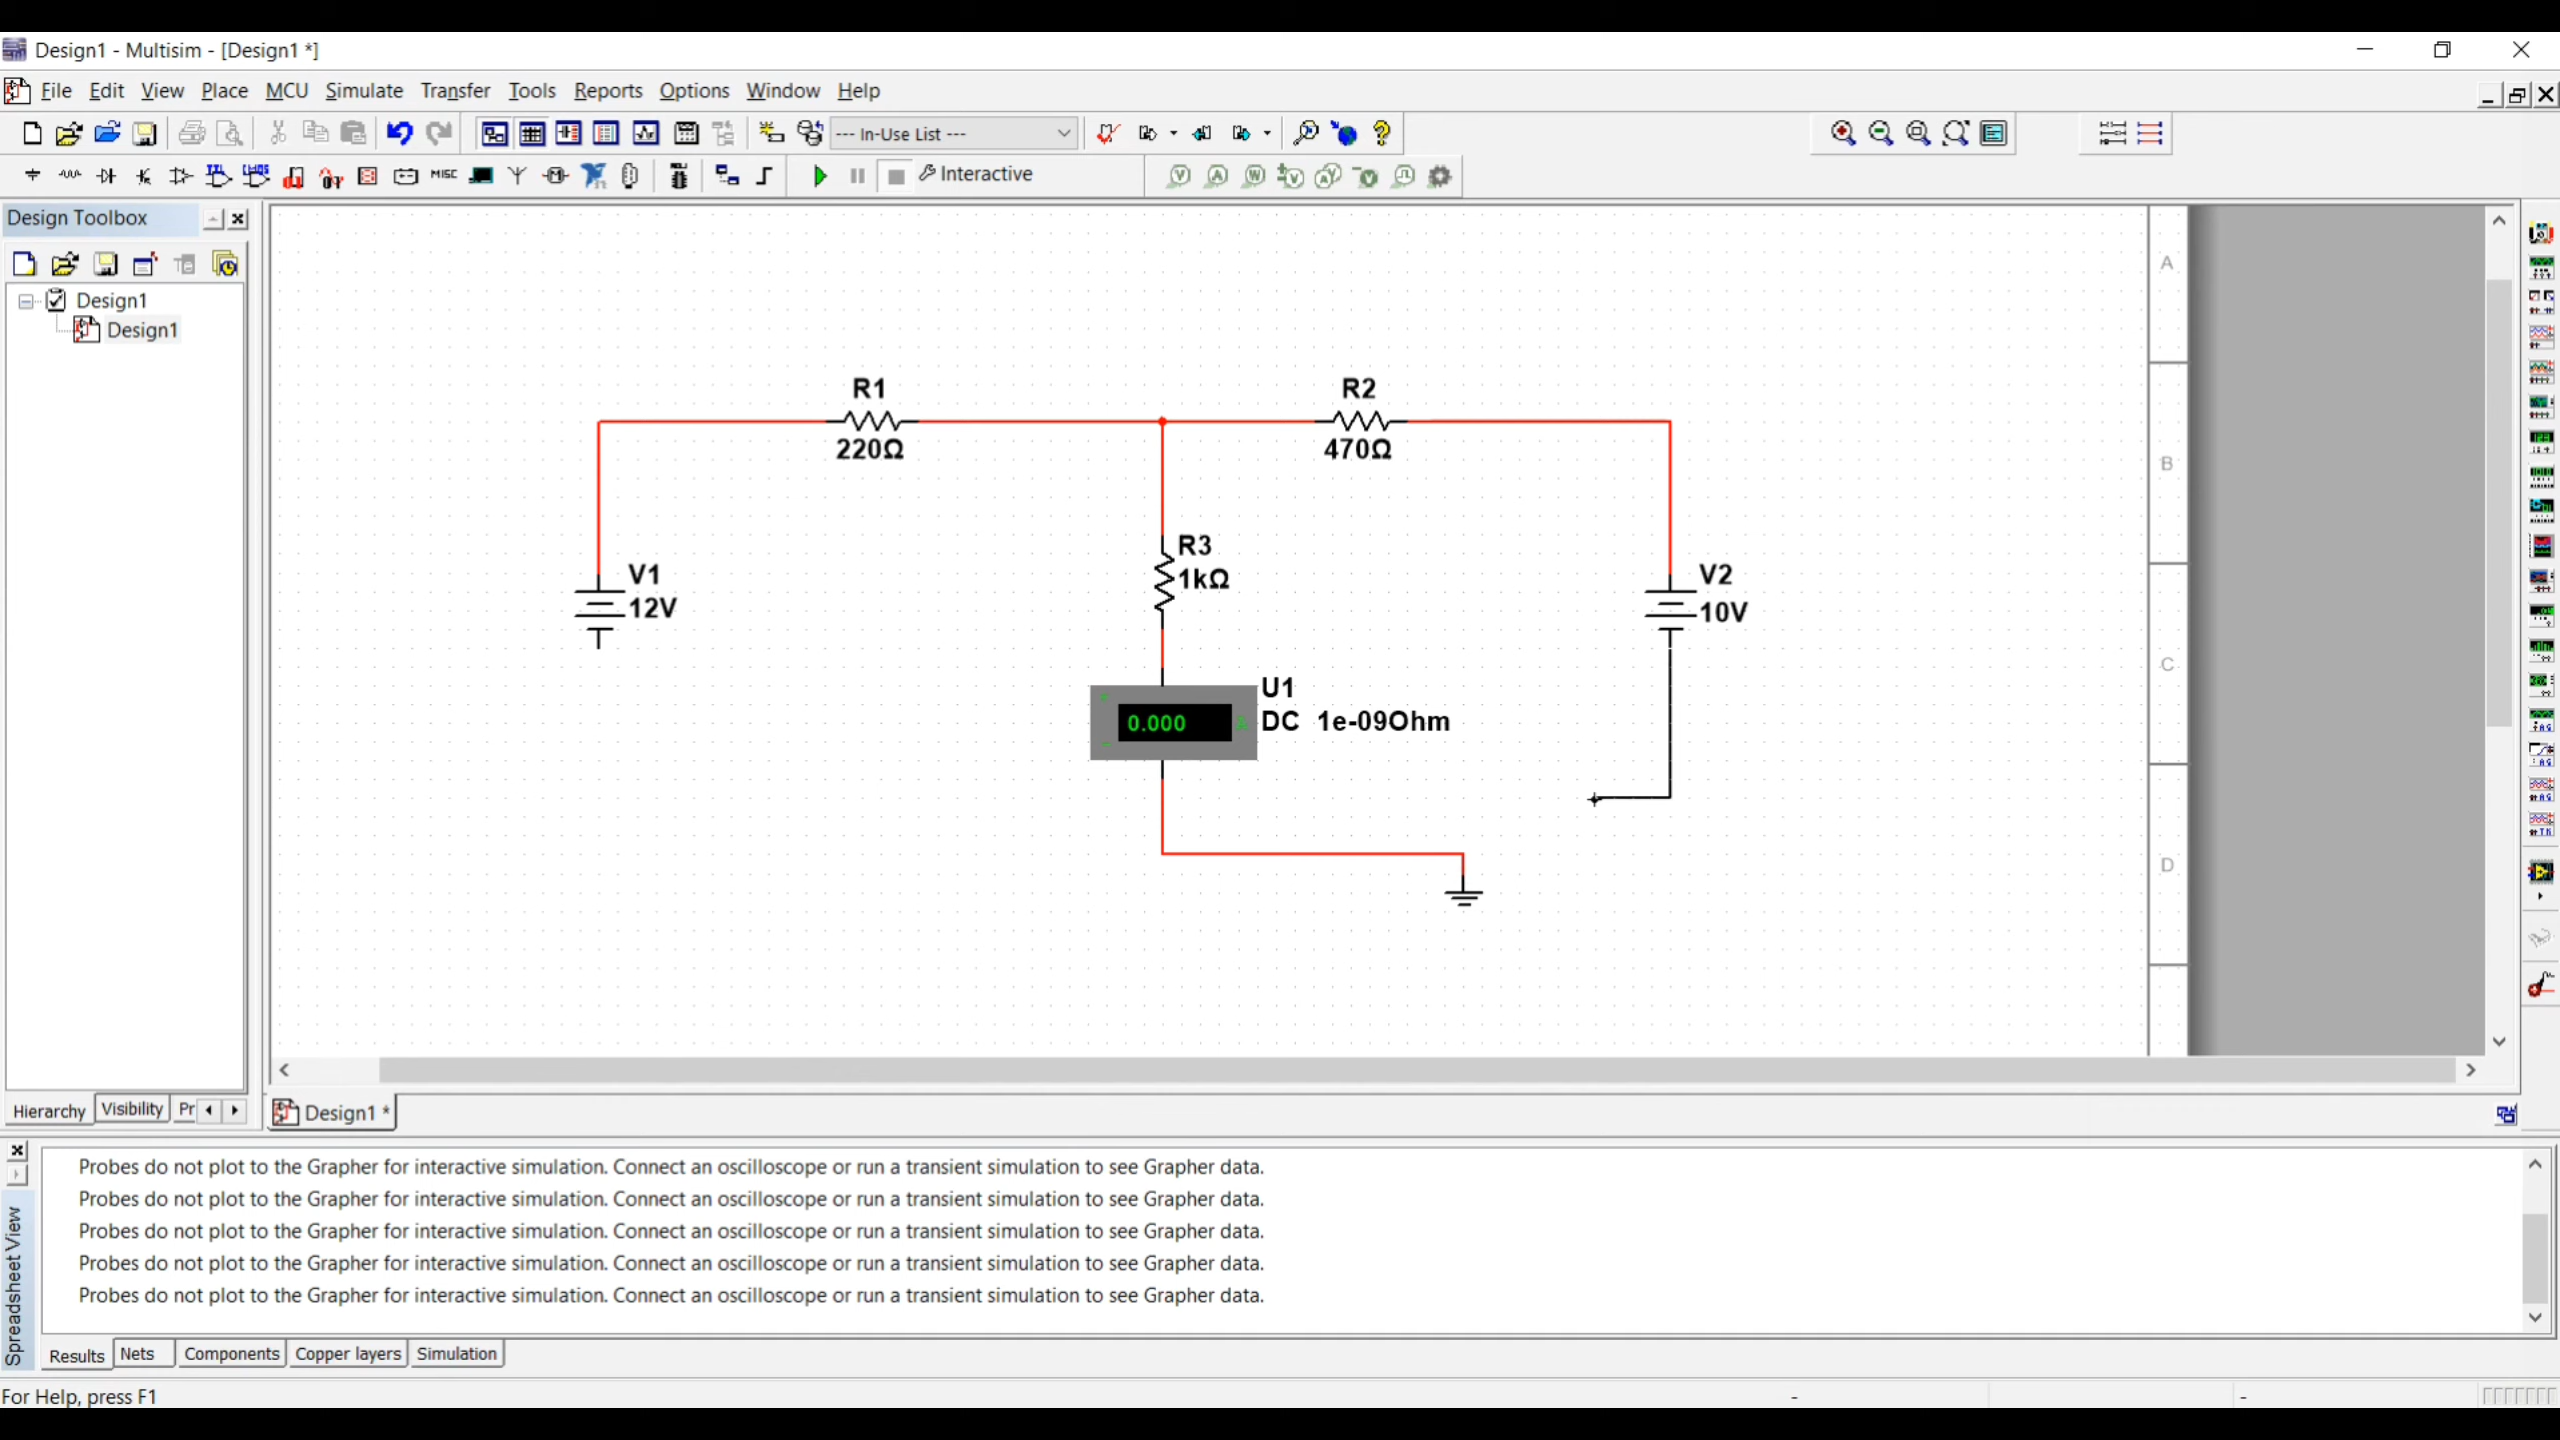 Design1 - Multisim - [Design1 *]
File Edit View Place MCU Simulate Transfer Tools Reports Options Window Help
--- In-Use List ---
MISC Interactive
Design Toolbox
Design1
Design1
A
B
C
D
R1
220Ω
R2
470Ω
R3
1kΩ
V1
12V
V2
10V
U1
0.000
DC 1e-09Ohm
Hierarchy Visibility Pr
Design1 *
Spreadsheet View
Probes do not plot to the Grapher for interactive simulation. Connect an oscilloscope or run a transient simulation to see Grapher data.
Probes do not plot to the Grapher for interactive simulation. Connect an oscilloscope or run a transient simulation to see Grapher data.
Probes do not plot to the Grapher for interactive simulation. Connect an oscilloscope or run a transient simulation to see Grapher data.
Probes do not plot to the Grapher for interactive simulation. Connect an oscilloscope or run a transient simulation to see Grapher data.
Probes do not plot to the Grapher for interactive simulation. Connect an oscilloscope or run a transient simulation to see Grapher data.
Results Nets Components Copper layers Simulation
For Help, press F1 - -